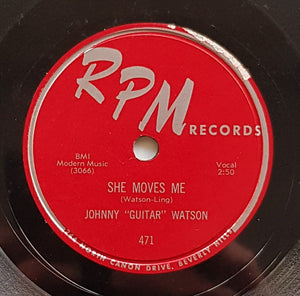 RPM
RECORDS
BMI
Modern Music
(3066)
Vocal
2:50
SHE MOVES ME
(Watson-Ling)
JOHNNY "GUITAR" WATSON
471
NORTH CANON DRIVE, BEVERLY HILLS